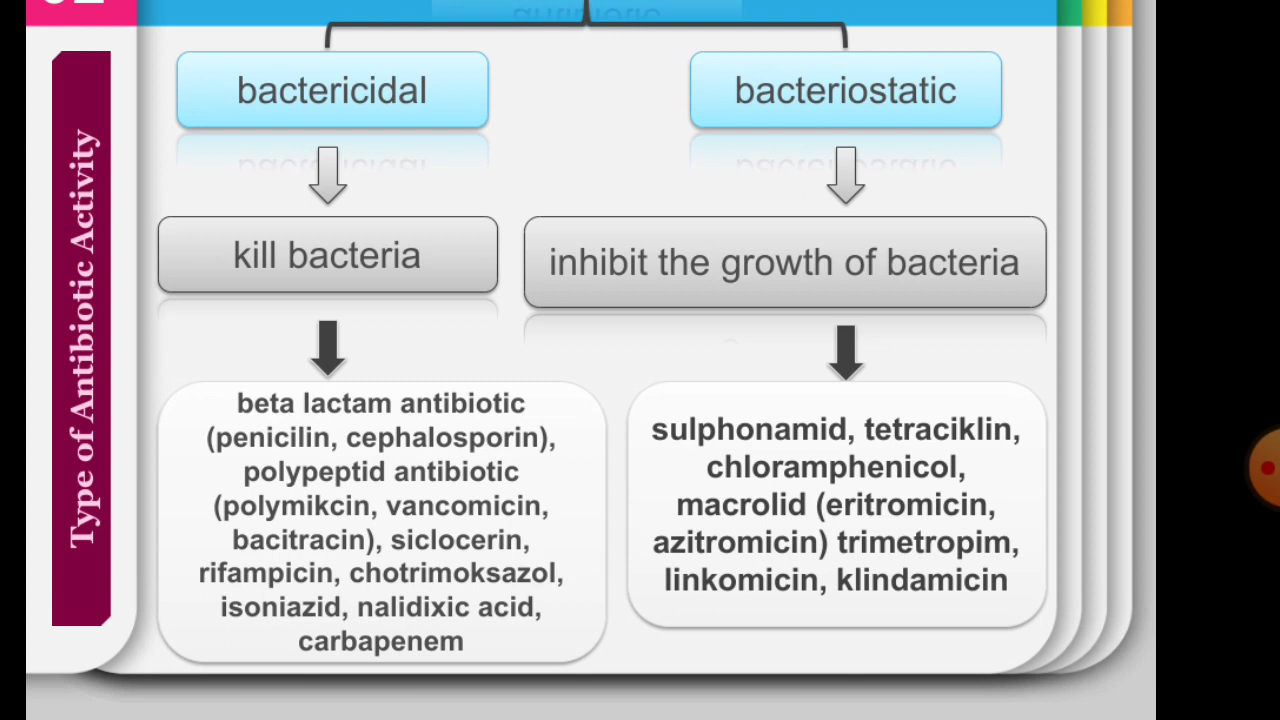 bactericidal
bacteriostatic
kill bacteria
inhibit the growth of bacteria
beta lactam antibiotic
(penicilin, cephalosporin),
polypeptid antibiotic
(polymikcin, vancomicin,
bacitracin), siclocerin,
rifampicin, chotrimoksazol,
isoniazid, nalidixic acid,
carbapenem
sulphonamid, tetraciklin,
chloramphenicol,
macrolid (eritromicin,
azitromicin) trimetropim,
linkomicin, klindamicin
Type of Antibiotic Activity